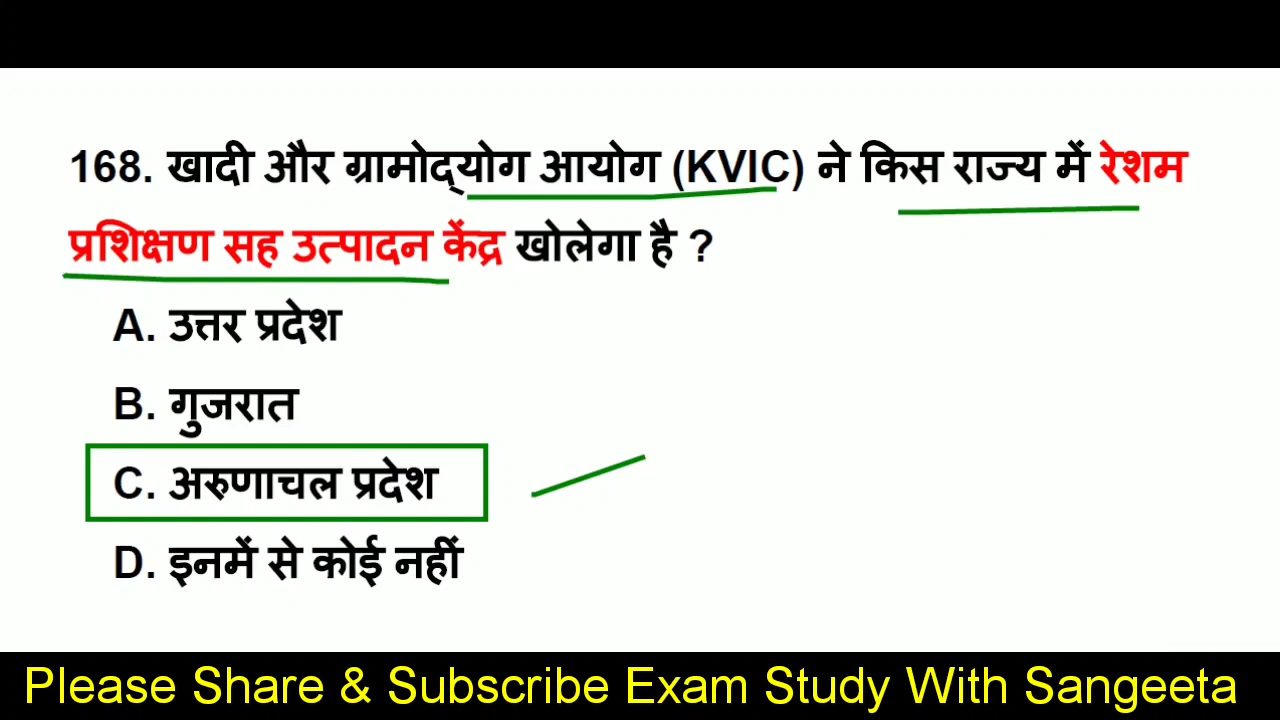 168. खादी और ग्रामोद्योग आयोग (KVIC) ने किस राज्य में रेशम
प्रशिक्षण सह उत्पादन केंद्र खोलेगा है ?
A. उत्तर प्रदेश
B. गुजरात
C. अरुणाचल प्रदेश
D. इनमें से कोई नहीं
Please Share & Subscribe Exam Study With Sangeeta